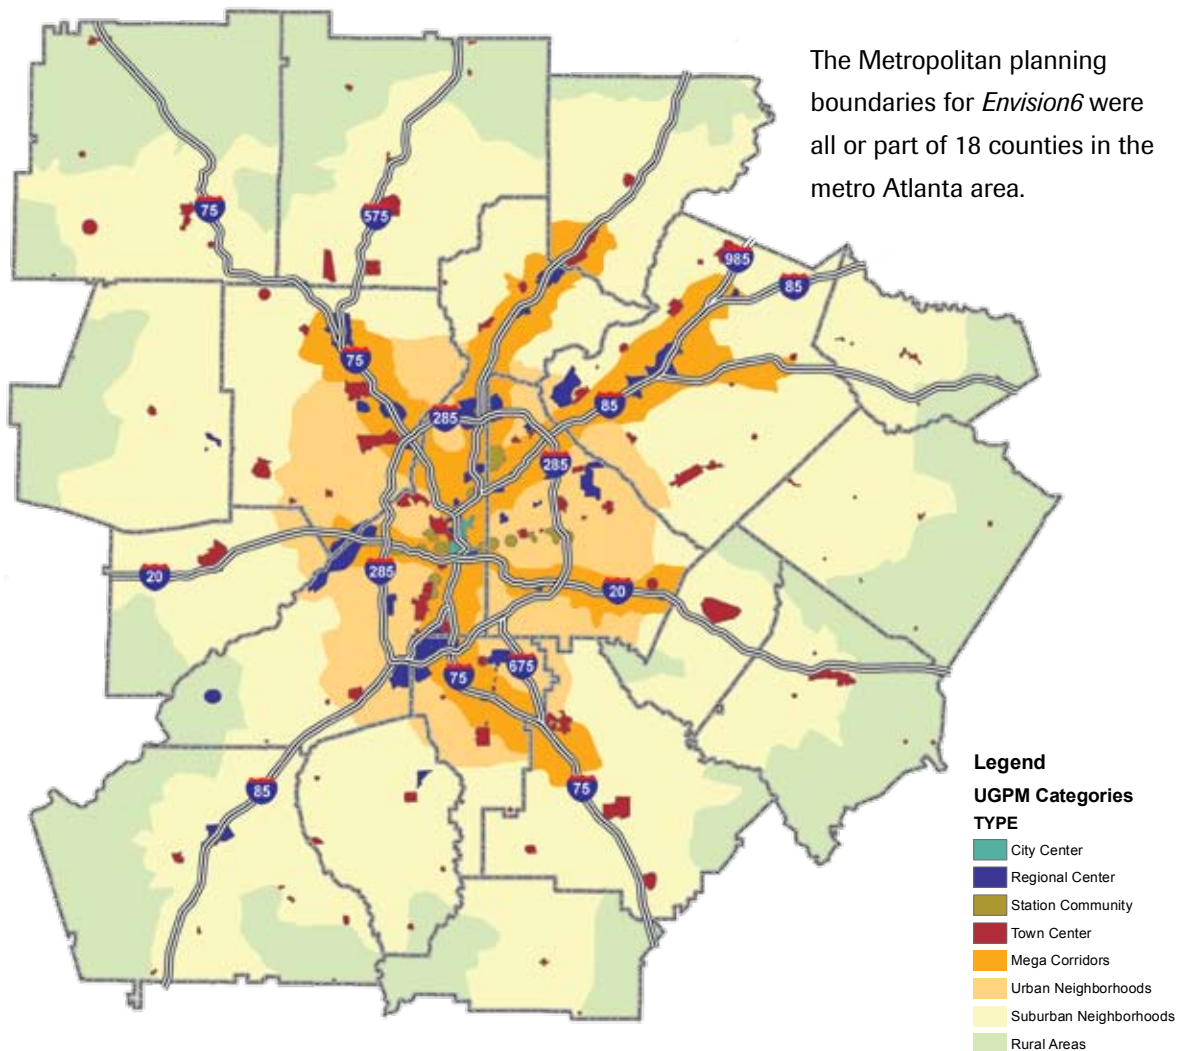 The Metropolitan planning
boundaries for Envision6 were
all or part of 18 counties in the
metro Atlanta area.
75
575
985
85
75
285
85
285
20
285
20
75
675
85
75
Legend
UGPM Categories
TYPE
City Center
Regional Center
Station Community
Town Center
Mega Corridors
Urban Neighborhoods
Suburban Neighborhoods
Rural Areas